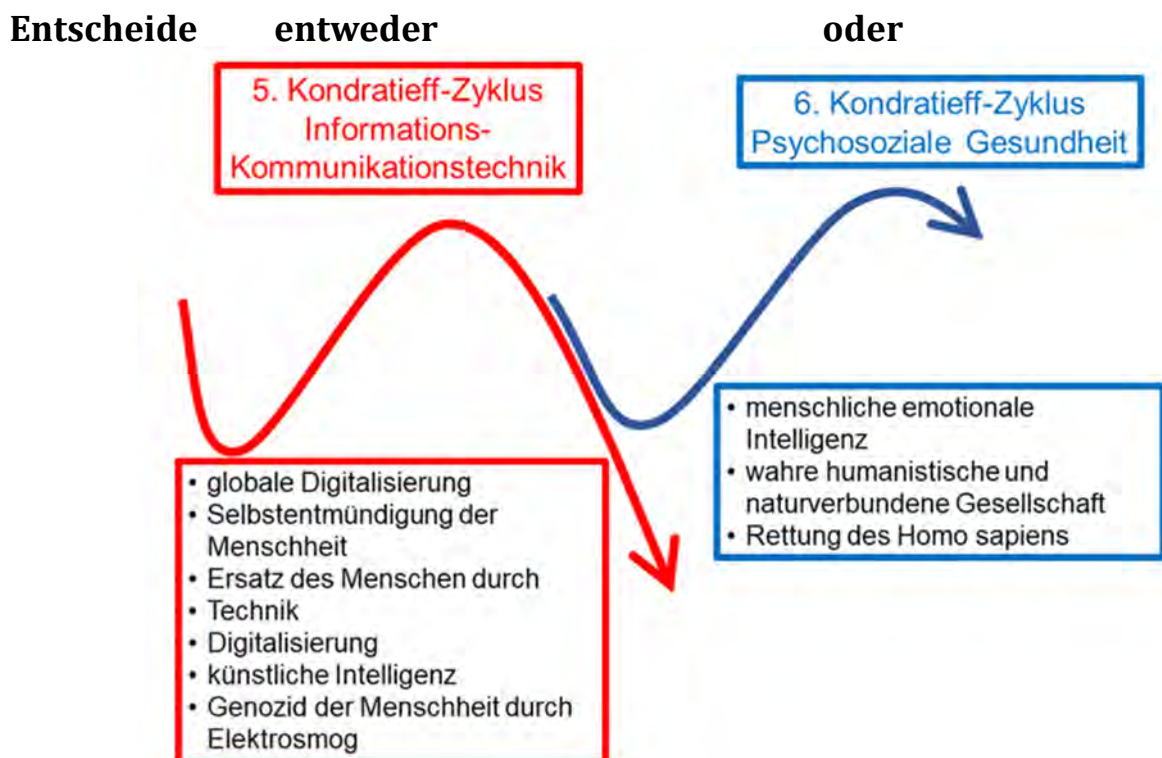 Entscheide entweder oder
5. Kondratieff-Zyklus
Informations-
Kommunikationstechnik
6. Kondratieff-Zyklus
Psychosoziale Gesundheit
• globale Digitalisierung
• Selbstentmündigung der
Menschheit
• Ersatz des Menschen durch
• Technik
• Digitalisierung
• künstliche Intelligenz
• Genozid der Menschheit durch
Elektrosmog
• menschliche emotionale
Intelligenz
• wahre humanistische und
naturverbundene Gesellschaft
• Rettung des Homo sapiens